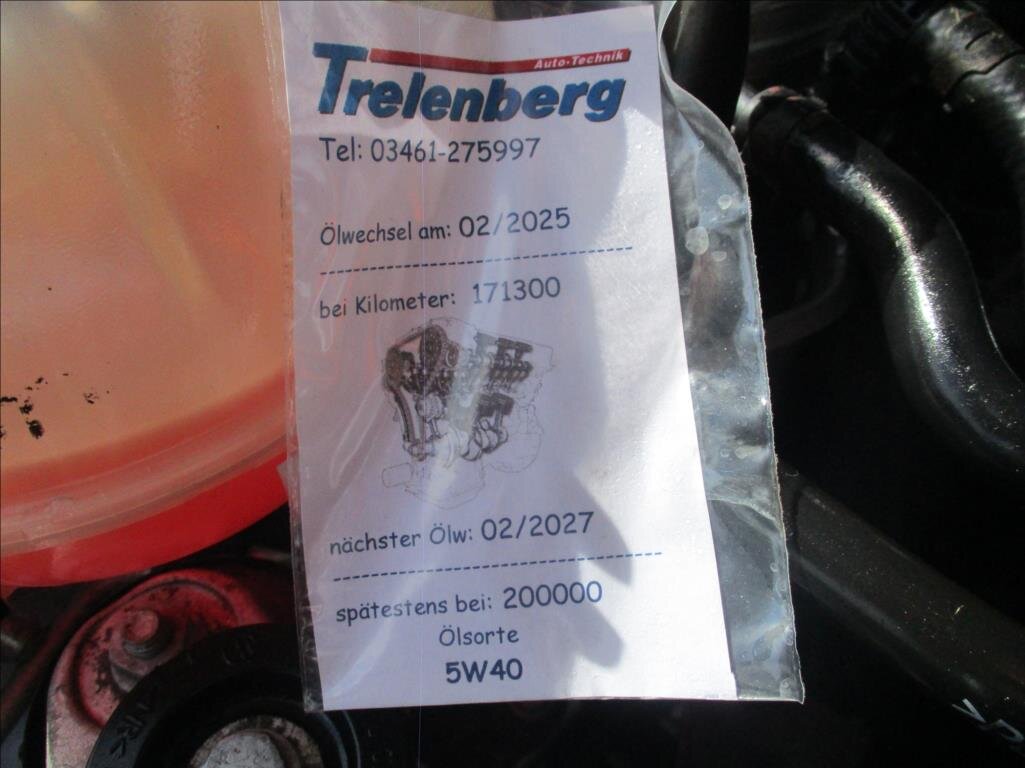 Auto-Technik
Trelenberg
Tel: 03461-275997
Ölwechsel am: 02/2025
bei Kilometer: 171300
nächster Ölw: 02/2027
spätestens bei: 200000
Ölsorte
5W40